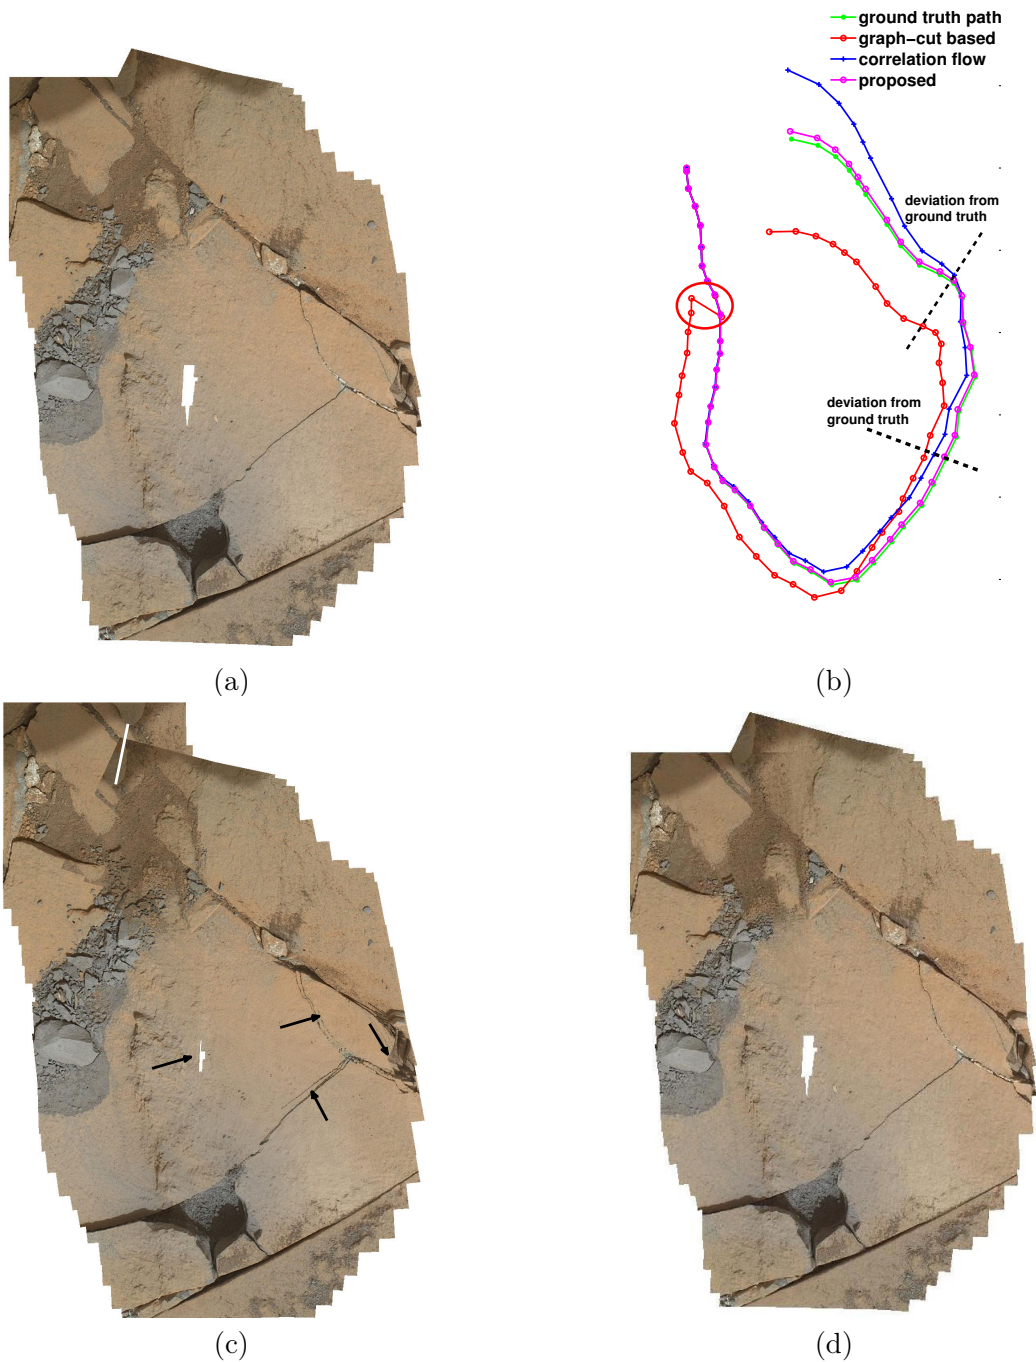 ground truth path
graph−cut based
correlation flow
proposed
deviation from
ground truth
deviation from
ground truth
(a)
(b)
(c)
(d)